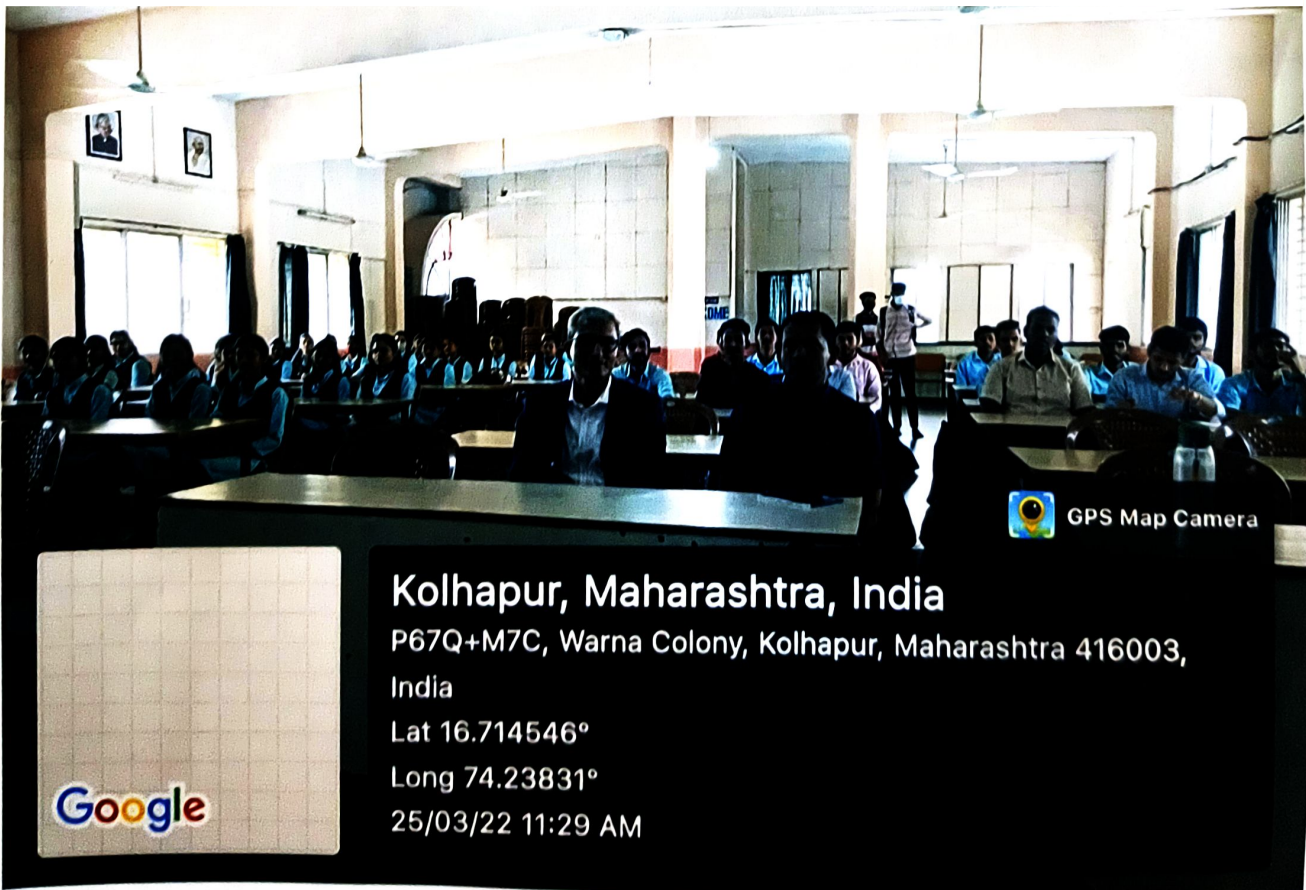 OME
GPS Map Camera
Kolhapur, Maharashtra, India
P67Q+M7C, Warna Colony, Kolhapur, Maharashtra 416003,
India
Lat 16.714546°
Long 74.23831°
25/03/22 11:29 AM
Google